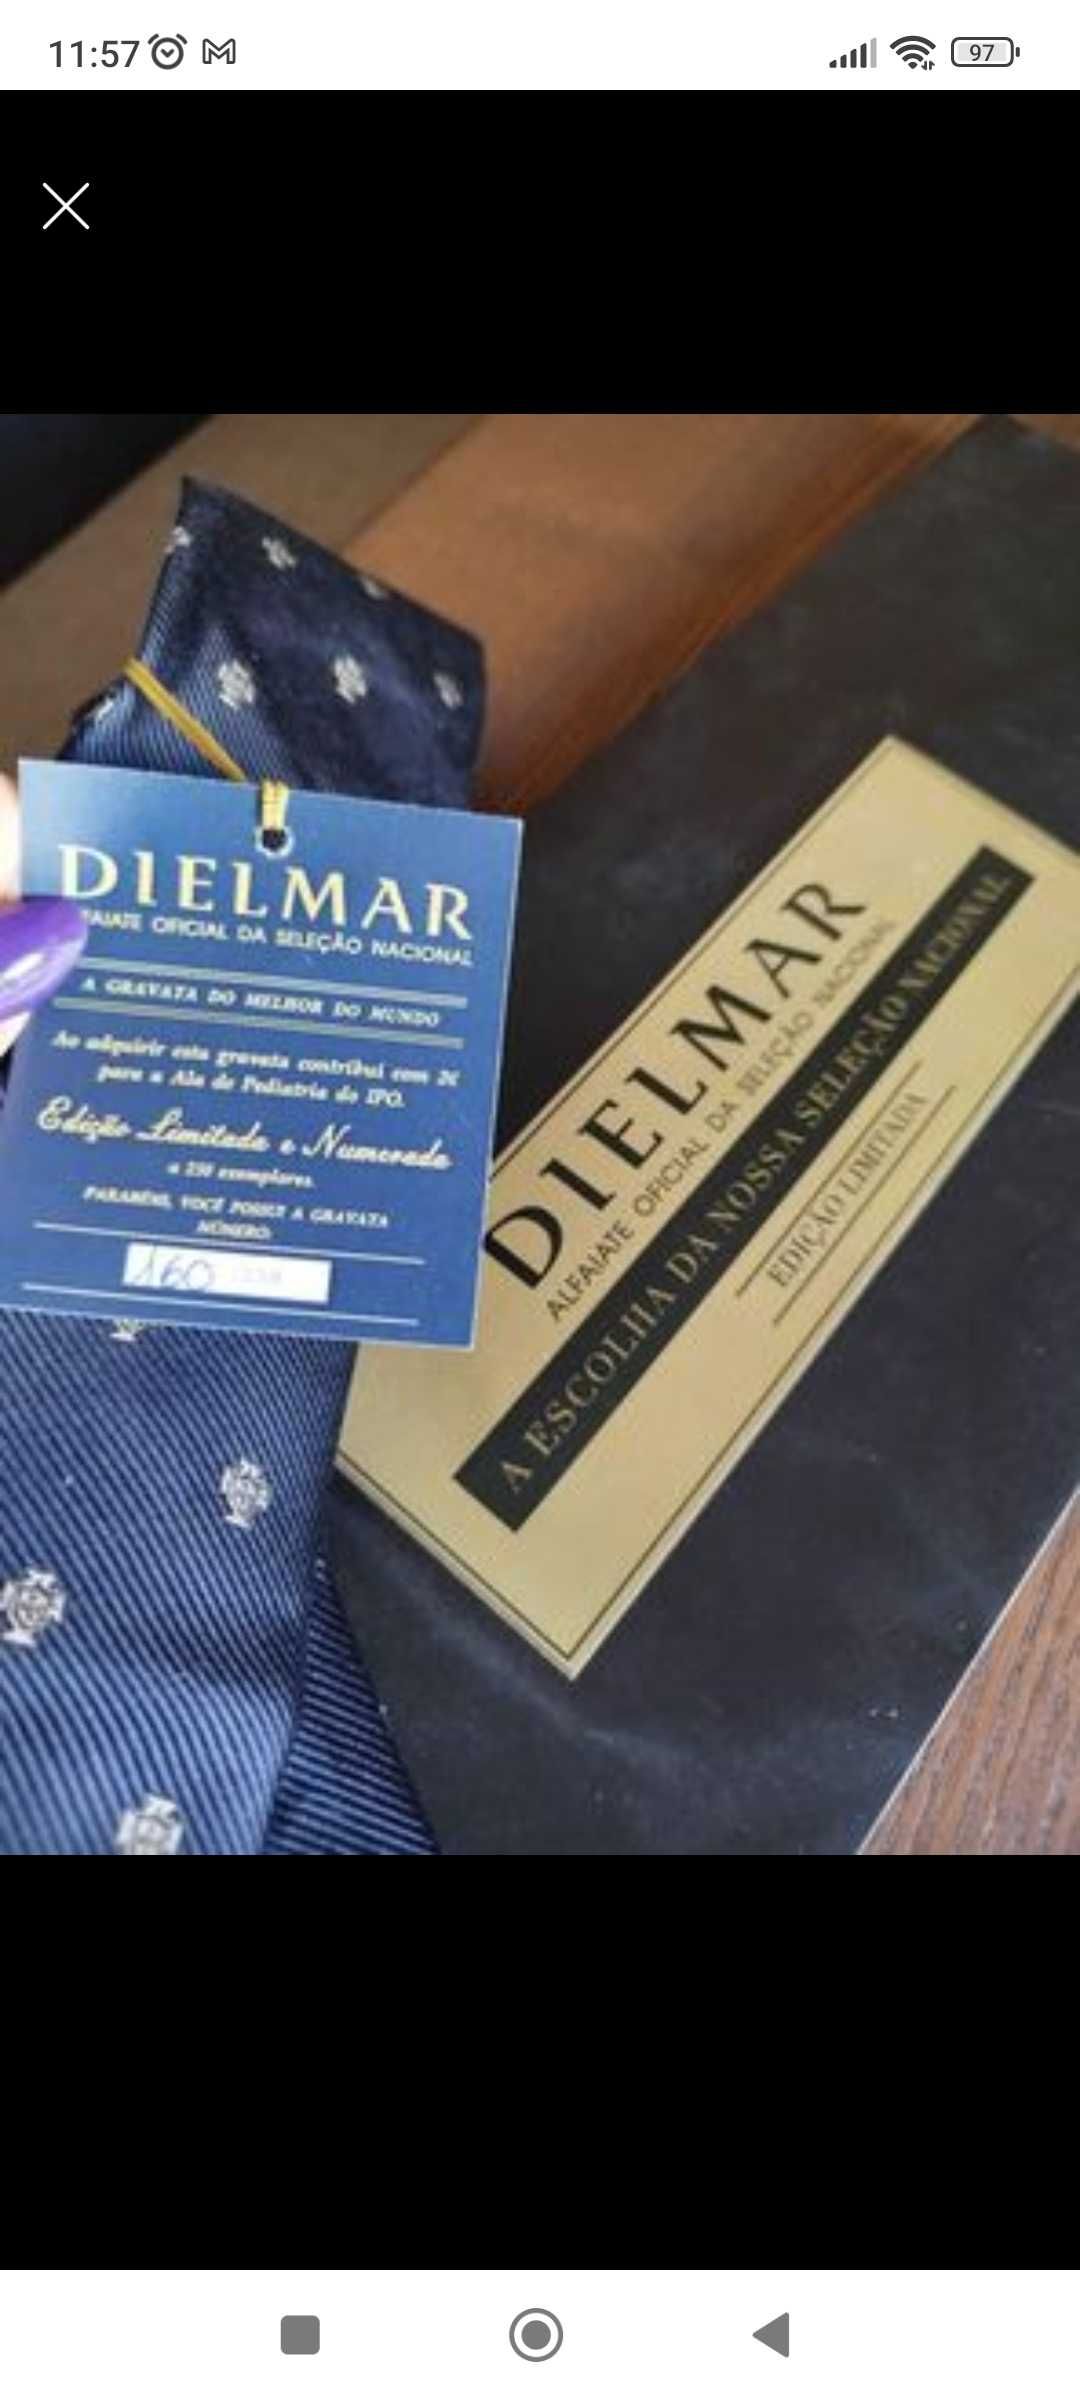 11:57
97
DIELMAR
ALFAIATE OFICIAL DA SELEÇÃO NACIONAL
A GRAVATA DO MELHOR DO MUNDO
Ao adquirir esta gravata contribui com 2€
para a Ala de Pediatria do IPO.
Edição Limitada e Numerada
a 250 exemplares.
PARABÉNS, VOCÊ POSSUI A GRAVATA
NÚMERO:
160
DIELMAR
ALFAIATE OFICIAL DA SELEÇÃO NACIONAL
A ESCOLHA DA NOSSA SELEÇÃO NACIONAL
EDIÇÃO LIMITADA